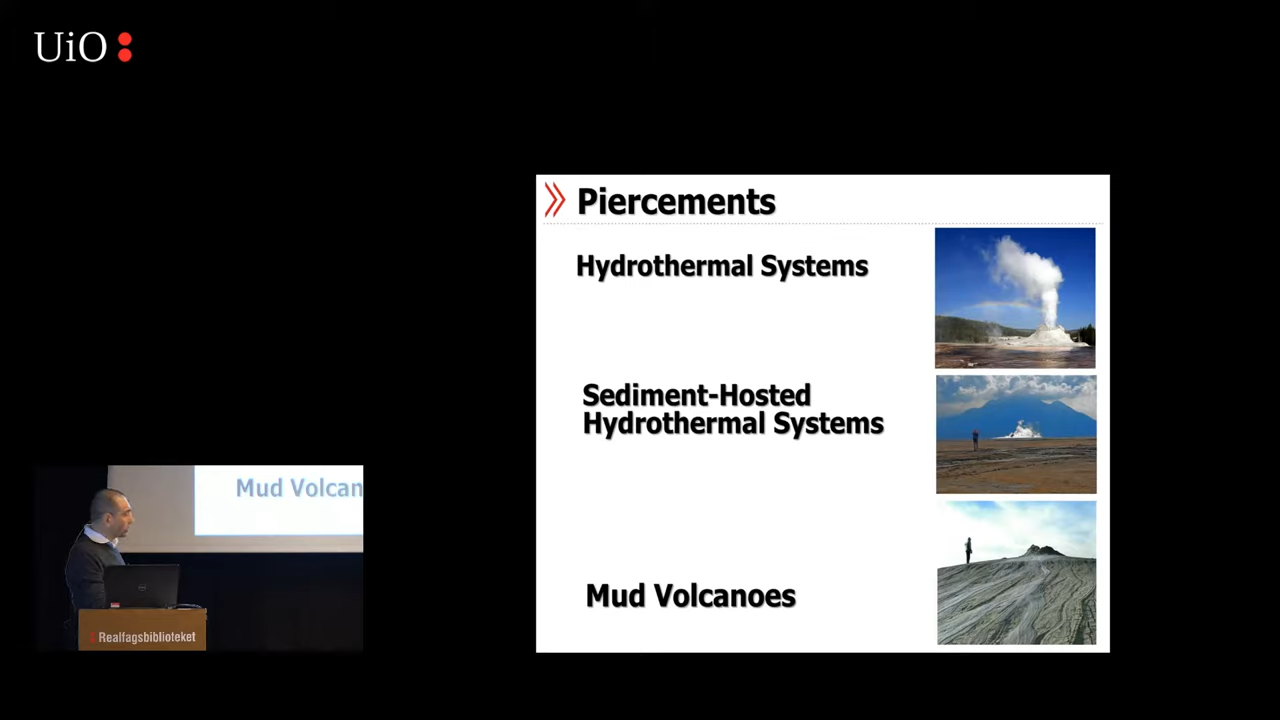 UiO
Piercements
Hydrothermal Systems
Sediment-Hosted
Hydrothermal Systems
Mud Volcanoes
Mud Volcan
Realfagsbiblioteket